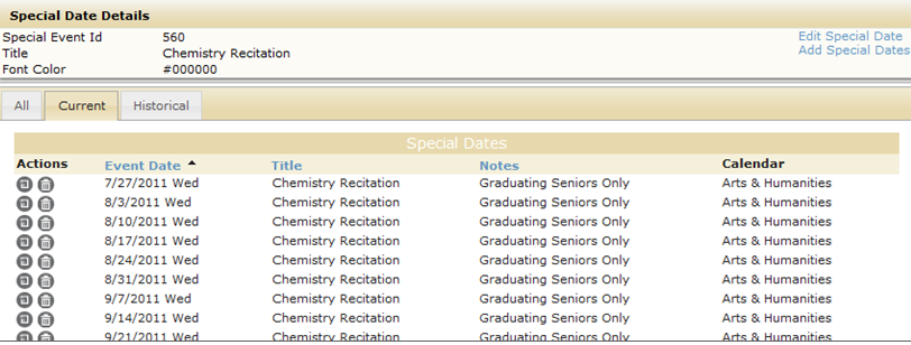 Special Date Details
Special Event Id 560 Edit Special Date
Title Chemistry Recitation Add Special Dates
Font Color #000000
All Current Historical
Special Dates
Actions Event Date Title Notes Calendar
7/27/2011 Wed Chemistry Recitation Graduating Seniors Only Arts & Humanities
8/3/2011 Wed Chemistry Recitation Graduating Seniors Only Arts & Humanities
8/10/2011 Wed Chemistry Recitation Graduating Seniors Only Arts & Humanities
8/17/2011 Wed Chemistry Recitation Graduating Seniors Only Arts & Humanities
8/24/2011 Wed Chemistry Recitation Graduating Seniors Only Arts & Humanities
8/31/2011 Wed Chemistry Recitation Graduating Seniors Only Arts & Humanities
9/7/2011 Wed Chemistry Recitation Graduating Seniors Only Arts & Humanities
9/14/2011 Wed Chemistry Recitation Graduating Seniors Only Arts & Humanities
9/21/2011 Wed Chemistry Recitation Graduating Seniors Only Arts & Humanities